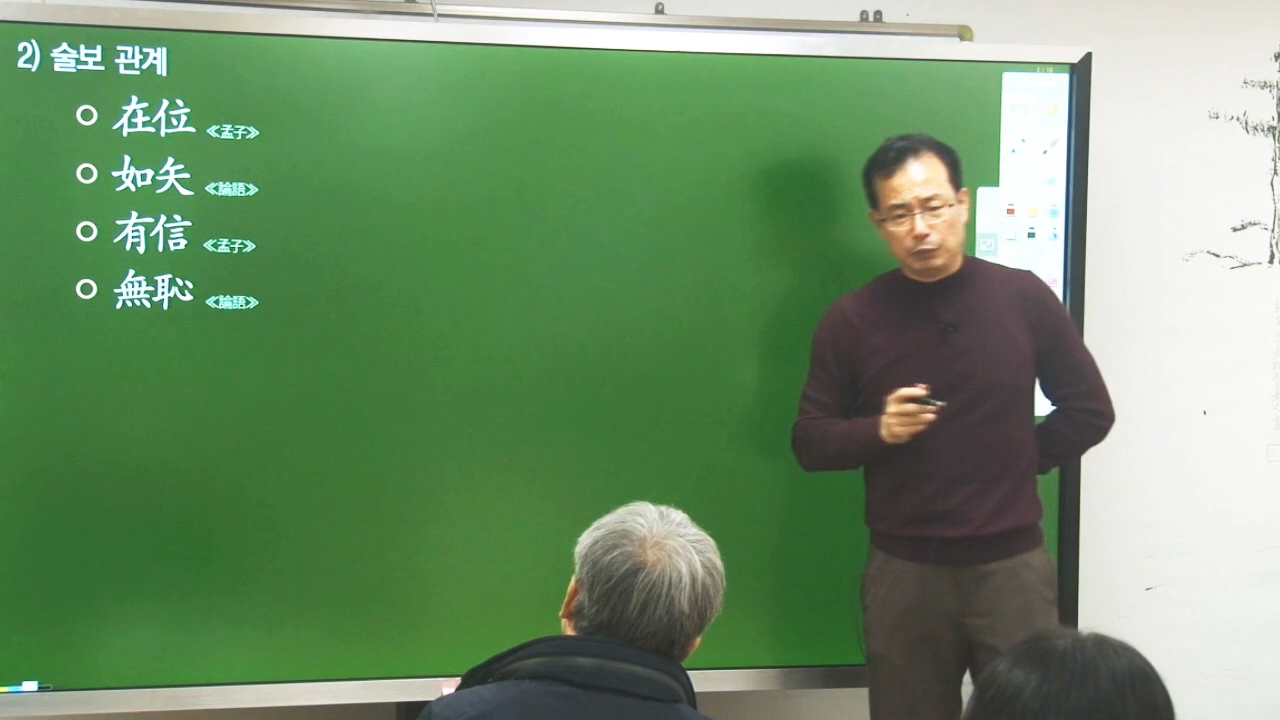 2) 술보 관계
○ 在位 《孟子》
○ 如矢 《論語》
○ 有信 《孟子》
○ 無恥 《論語》